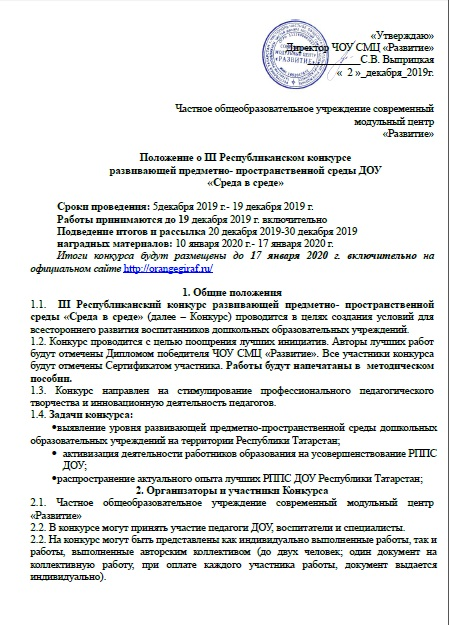 «Утверждаю»
Директор ЧОУ СМЦ «Развитие»
__________С.В. Выприцкая
« 2 »_декабря_2019г.
Частное общеобразовательное учреждение современный
модульный центр
«Развитие»
Положение о III Республиканском конкурсе
развивающей предметно- пространственной среды ДОУ
«Среда в среде»
Сроки проведения: 5декабря 2019 г.- 19 декабря 2019 г.
Работы принимаются до 19 декабря 2019 г. включительно
Подведение итогов и рассылка 20 декабря 2019-30 декабря 2019
наградных материалов: 10 января 2020 г.- 17 января 2020 г.
Итоги конкурса будут размещены до 17 января 2020 г. включительно на
официальном сайте http://orangegiraf.ru/
1. Общие положения
1.1. III Республиканский конкурс развивающей предметно- пространственной
среды «Среда в среде» (далее – Конкурс) проводится в целях создания условий для
всестороннего развития воспитанников дошкольных образовательных учреждений.
1.2. Конкурс проводится с целью поощрения лучших инициатив. Авторы лучших работ
будут отмечены Дипломом победителя ЧОУ СМЦ «Развитие». Все участники конкурса
будут отмечены Сертификатом участника. Работы будут напечатаны в методическом
пособии.
1.3. Конкурс направлен на стимулирование профессионального педагогического
творчества и инновационную деятельность педагогов.
1.4. Задачи конкурса:
•выявление уровня развивающей предметно-пространственной среды дошкольных
образовательных учреждений на территории Республики Татарстан;
• активизация деятельности работников образования на усовершенствование РППС
ДОУ;
•распространение актуального опыта лучших РППС ДОУ Республики Татарстан;
2. Организаторы и участники Конкурса
2.1. Частное общеобразовательное учреждение современный модульный центр
«Развитие»
2.2. В конкурсе могут принять участие педагоги ДОУ, воспитатели и специалисты.
2.2. На конкурс могут быть представлены как индивидуально выполненные работы, так и
работы, выполненные авторским коллективом (до двух человек; один документ на
коллективную работу, при оплате каждого участника работы, документ выдается
индивидуально).